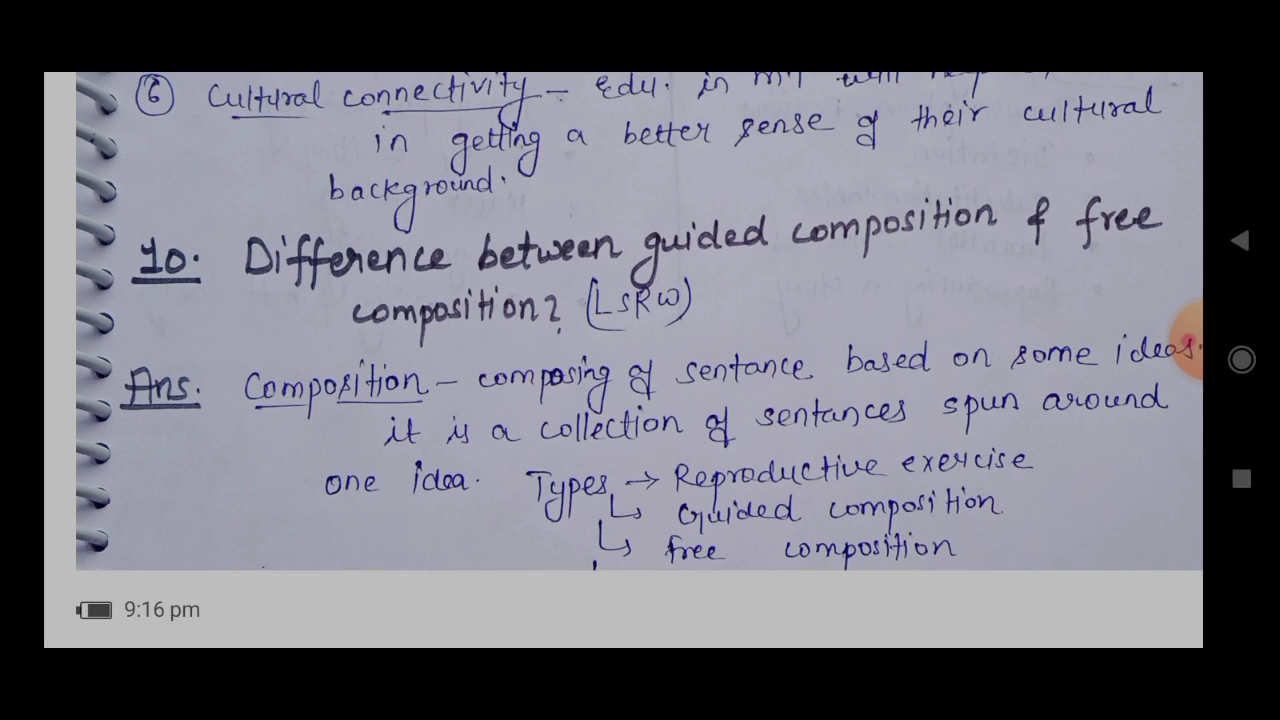 6 Cultural connectivity - Edu. in
in getting a better sense of their cultural
background.
10. Difference between guided composition & free
composition? (LSRW)
Ans. Composition - composing of sentance based on some ideas.
it is a collection of sentances spun around
one idea. Types → Reproductive exercise
↳ Guided composition
↳ free composition
9:16 pm